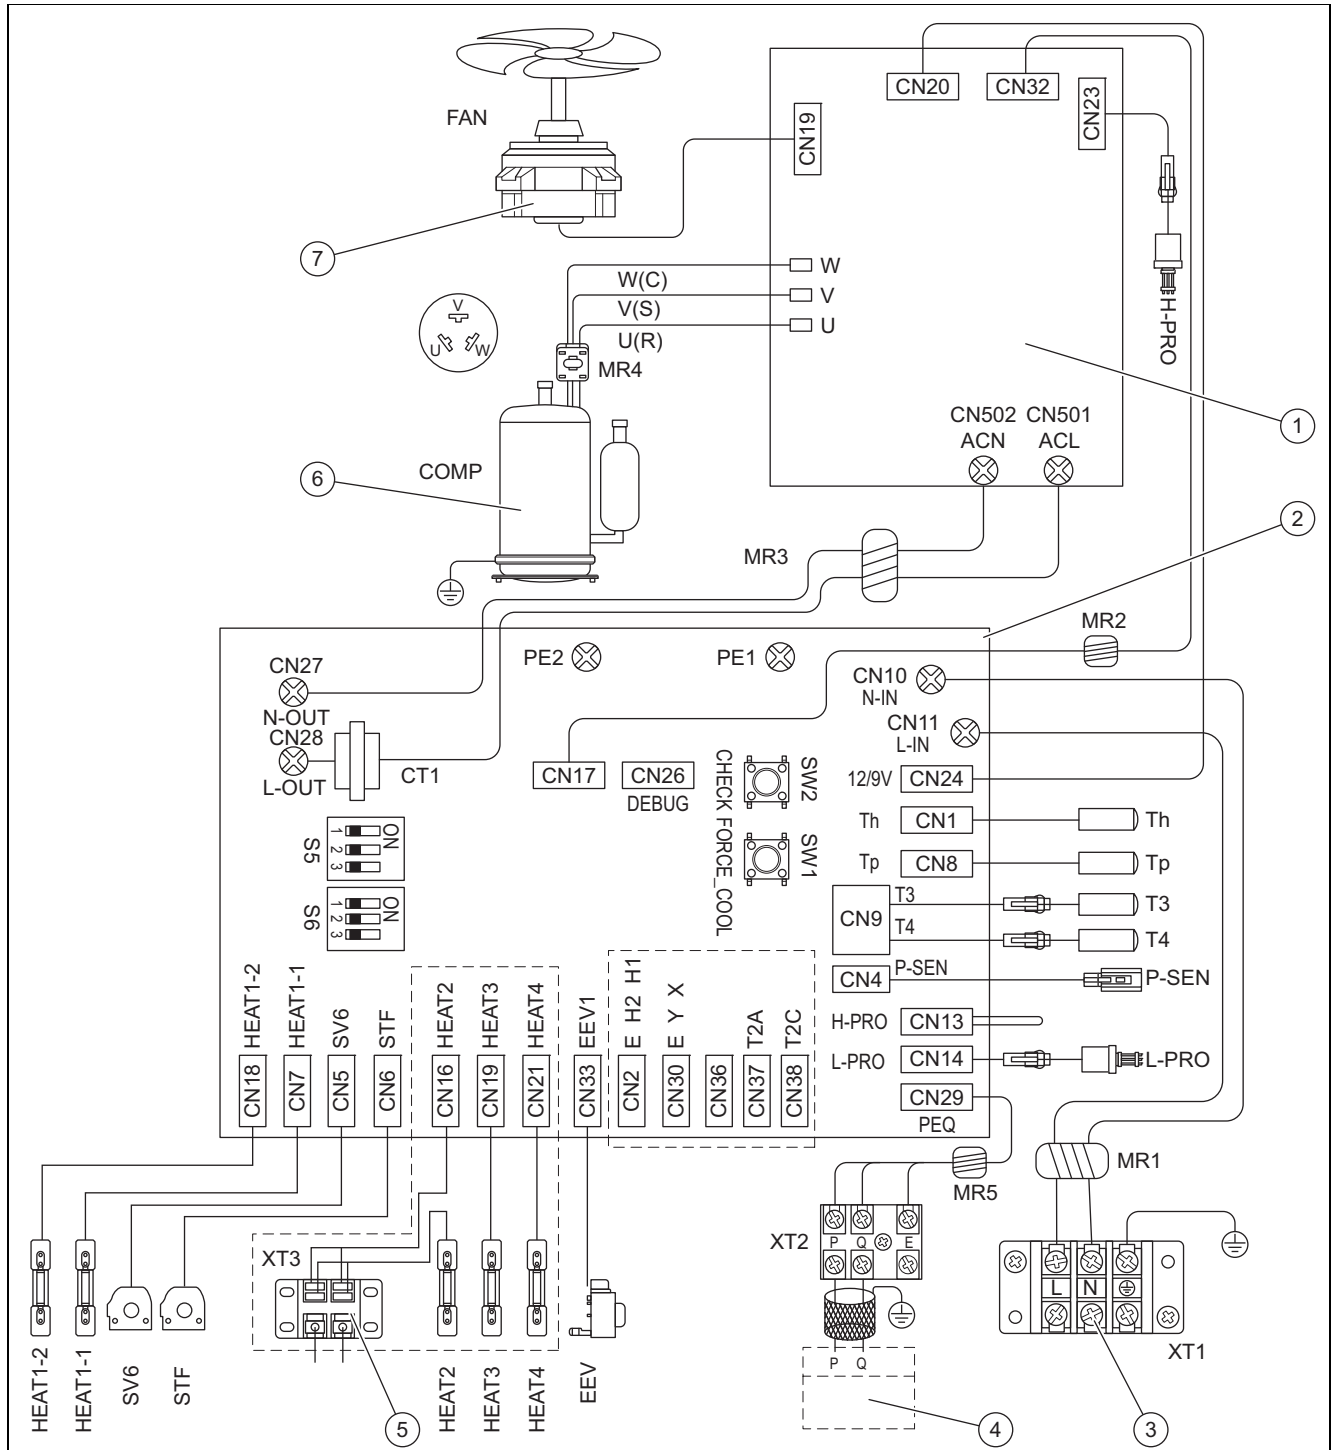 CN20
CN32
CN23
CN19
FAN
7
W
V
U
W(C)
V(S)
U(R)
V
U
W
MR4
H-PRO
1
CN502
CN501
ACN
ACL
COMP
6
2
MR3
MR2
PE2
PE1
CN27
N-OUT
CN28
L-OUT
CT1
CN10
N-IN
CN11
L-IN
CN17
CN26
DEBUG
CHECK FORCE_COOL
SW2
SW1
12/9V
CN24
Th
CN1
Th
Tp
CN8
Tp
S5
1
2
3
ON
S6
1
2
3
ON
CN9
T3
T4
T3
T4
CN4
P-SEN
P-SEN
H-PRO
CN13
L-PRO
CN14
L-PRO
CN29
PEQ
HEAT1-2
HEAT1-1
SV6
STF
HEAT2
HEAT3
HEAT4
EEV1
E H2 H1
E Y X
T2A
T2C
CN18
CN7
CN5
CN6
CN16
CN19
CN21
CN33
CN2
CN30
CN36
CN37
CN38
MR1
MR5
XT2
P
Q
E
XT3
L
N
XT1
P
Q
HEAT1-2
HEAT1-1
SV6
STF
5
HEAT2
HEAT3
HEAT4
EEV
4
3